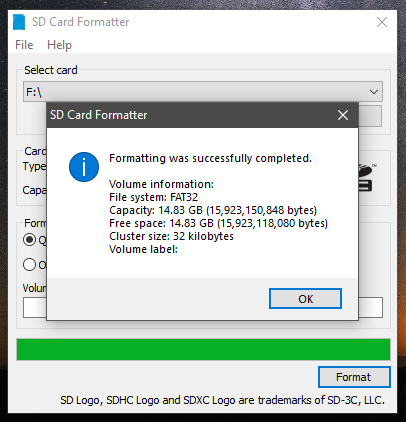 SD Card Formatter
File Help
Select card
F:\
SD Card Formatter
Formatting was successfully completed.
Volume information:
File system: FAT32
Capacity: 14.83 GB (15,923,150,848 bytes)
Free space: 14.83 GB (15,923,118,080 bytes)
Cluster size: 32 kilobytes
Volume label:
OK
Card
Type
Capa
Form
Q
O
Volum
Format
SD Logo, SDHC Logo and SDXC Logo are trademarks of SD-3C, LLC.